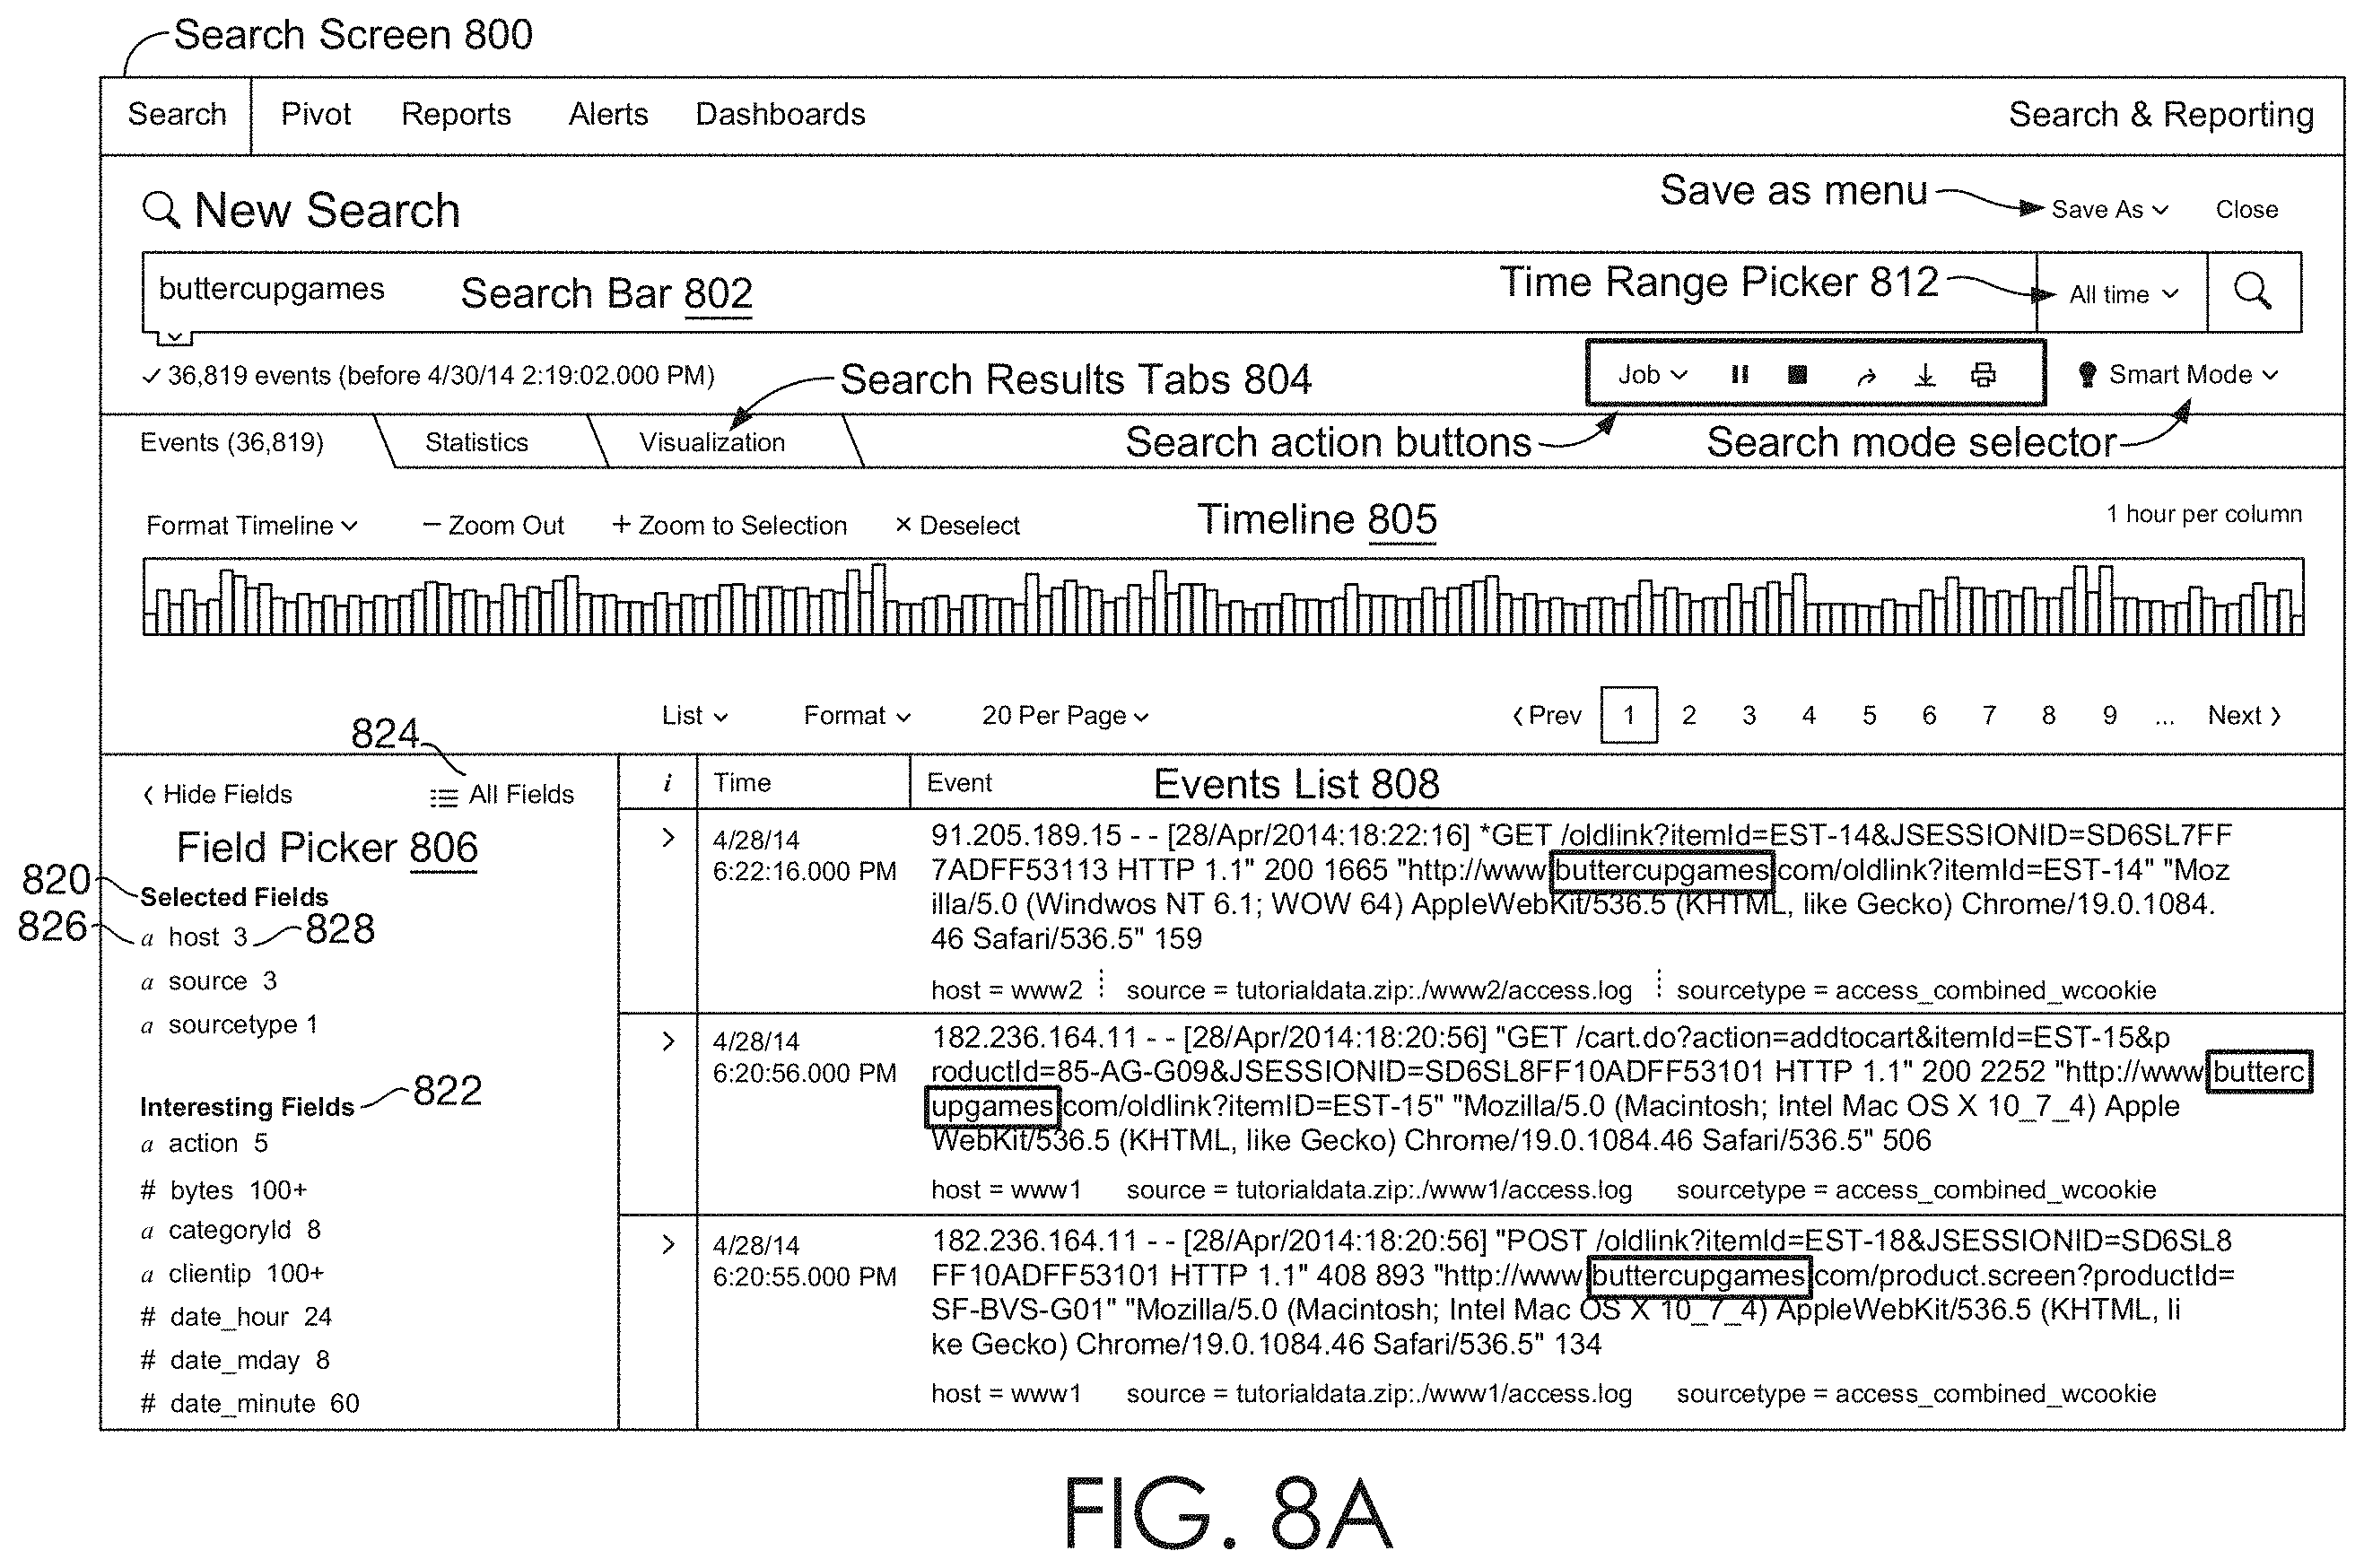 Search Screen 800
Search Pivot Reports Alerts Dashboards Search & Reporting
New Search
Save as menu Save As Close
buttercupgames Search Bar 802 Time Range Picker 812 All time
✓ 36,819 events (before 4/30/14 2:19:02.000 PM) Search Results Tabs 804 Job Smart Mode
Events (36,819) Statistics Visualization Search action buttons Search mode selector
Format Timeline − Zoom Out + Zoom to Selection × Deselect Timeline 805 1 hour per column
List Format 20 Per Page ‹ Prev 1 2 3 4 5 6 7 8 9 ... Next ›
824
‹ Hide Fields All Fields
Field Picker 806
820
Selected Fields
826 a host 3 828
a source 3
a sourcetype 1
Interesting Fields 822
a action 5
# bytes 100+
a categoryId 8
a clientip 100+
# date_hour 24
# date_mday 8
# date_minute 60
i Time Event Events List 808
> 4/28/14
6:22:16.000 PM
91.205.189.15 - - [28/Apr/2014:18:22:16] *GET /oldlink?itemId=EST-14&JSESSIONID=SD6SL7FF
7ADFF53113 HTTP 1.1" 200 1665 "http://www buttercupgames com/oldlink?itemId=EST-14" "Moz
illa/5.0 (Windwos NT 6.1; WOW 64) AppleWebKit/536.5 (KHTML, like Gecko) Chrome/19.0.1084.
46 Safari/536.5" 159
host = www2 source = tutorialdata.zip:./www2/access.log sourcetype = access_combined_wcookie
> 4/28/14
6:20:56.000 PM
182.236.164.11 - - [28/Apr/2014:18:20:56] "GET /cart.do?action=addtocart&itemId=EST-15&p
roductId=85-AG-G09&JSESSIONID=SD6SL8FF10ADFF53101 HTTP 1.1" 200 2252 "http://www butterc
upgames com/oldlink?itemID=EST-15" "Mozilla/5.0 (Macintosh; Intel Mac OS X 10_7_4) Apple
WebKit/536.5 (KHTML, like Gecko) Chrome/19.0.1084.46 Safari/536.5" 506
host = www1 source = tutorialdata.zip:./www1/access.log sourcetype = access_combined_wcookie
> 4/28/14
6:20:55.000 PM
182.236.164.11 - - [28/Apr/2014:18:20:56] "POST /oldlink?itemId=EST-18&JSESSIONID=SD6SL8
FF10ADFF53101 HTTP 1.1" 408 893 "http://www buttercupgames com/product.screen?productId=
SF-BVS-G01" "Mozilla/5.0 (Macintosh; Intel Mac OS X 10_7_4) AppleWebKit/536.5 (KHTML, li
ke Gecko) Chrome/19.0.1084.46 Safari/536.5" 134
host = www1 source = tutorialdata.zip:./www1/access.log sourcetype = access_combined_wcookie
FIG. 8A